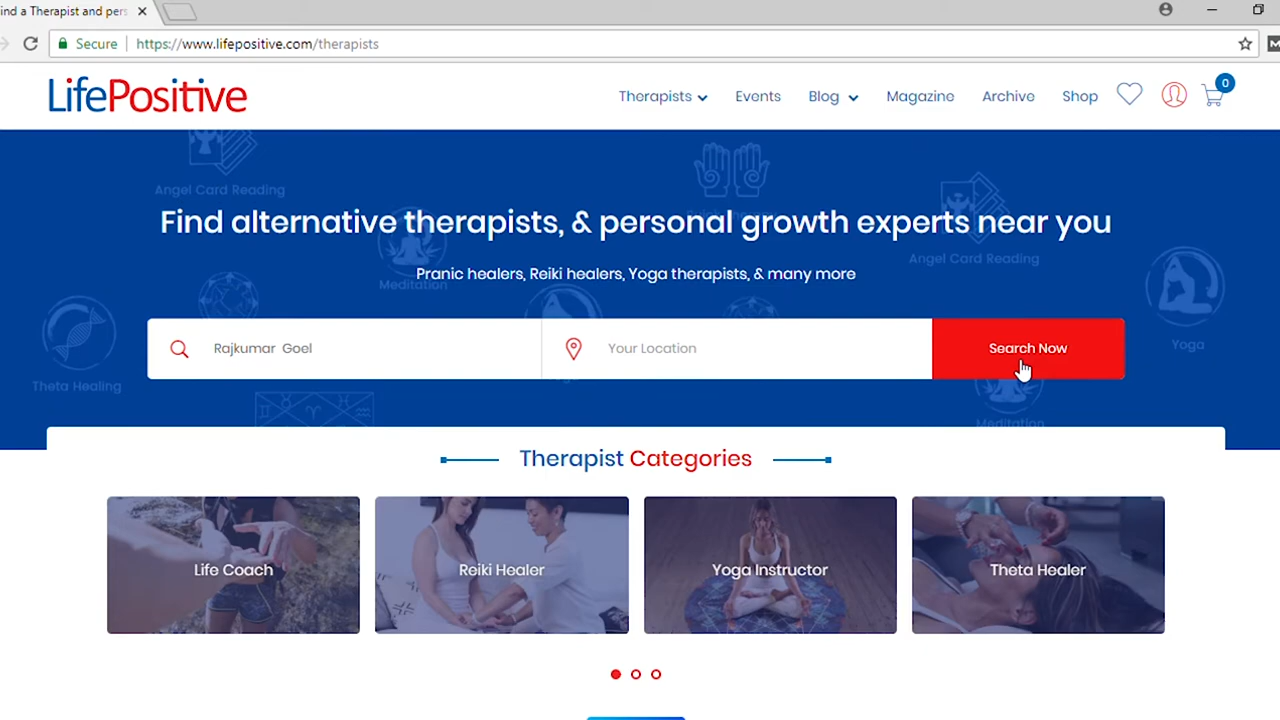 ind a Therapist and pers
Secure https://www.lifepositive.com/therapists
LifePositive
Therapists Events Blog Magazine Archive Shop 0
Angel Card Reading
Find alternative therapists, & personal growth experts near you
Angel Card Reading
Pranic healers, Reiki healers, Yoga therapists, & many more
Meditation
Rajkumar Goel Your Location Search Now
Yoga
Theta Healing
Meditation
Therapist Categories
Life Coach Reiki Healer Yoga Instructor Theta Healer